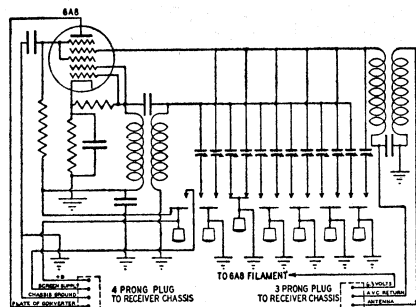 6A8
TO 6A8 FILAMENT
+B
SCREEN SUPPLY
CHASSIS GROUND
PLATE OF CONVERTER
4 PRONG PLUG
TO RECEIVER CHASSIS
3 PRONG PLUG
TO RECEIVER CHASSIS
6.3 VOLTS
A.V.C. RETURN
ANTENNA